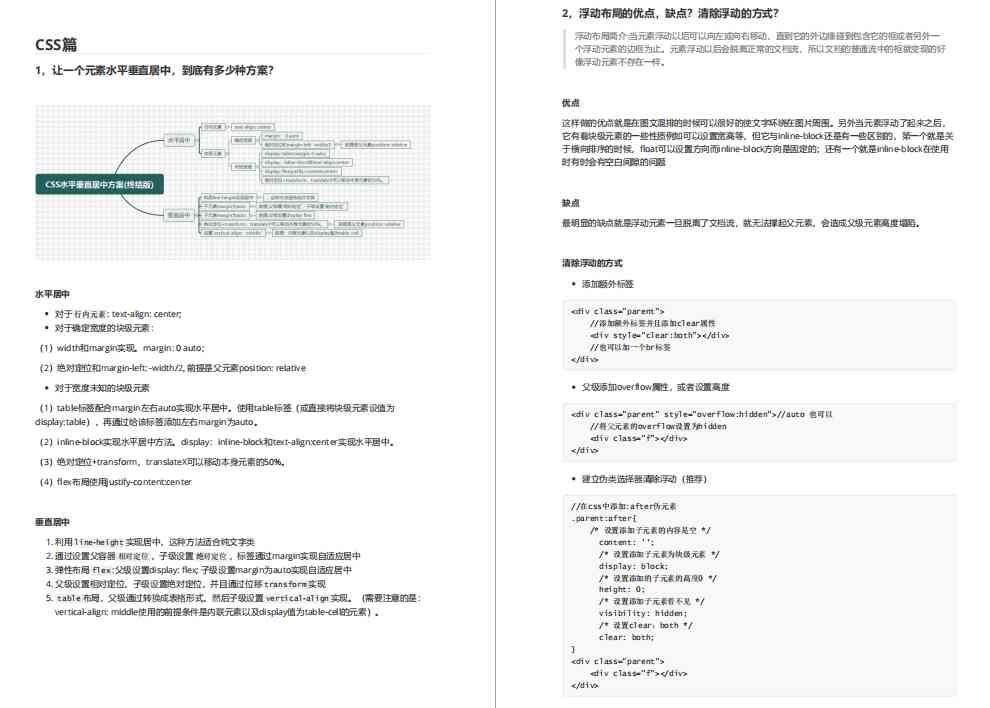 CSS篇
1，让一个元素水平垂直居中，到底有多少种方案？
CSS水平垂直居中方案(终结版)
水平居中
垂直居中
水平居中
• 对于 行内元素 : text-align: center;
• 对于确定宽度的块级元素：
（1）width和margin实现。margin: 0 auto;
（2）绝对定位和margin-left: -width/2, 前提是父元素position: relative
• 对于宽度未知的块级元素
（1）table标签配合margin左右auto实现水平居中。使用table标签（或直接将块级元素设值为
display:table），再通过给该标签添加左右margin为auto。
（2）inline-block实现水平居中方法。display：inline-block和text-align:center实现水平居中。
（3）绝对定位+transform，translateX可以移动本身元素的50%。
（4）flex布局使用justify-content:center
垂直居中
1. 利用 line-height 实现居中，这种方法适合纯文字类
2. 通过设置父容器 相对定位 ，子级设置 绝对定位 ，标签通过margin实现自适应居中
3. 弹性布局 flex :父级设置display: flex; 子级设置margin为auto实现自适应居中
4. 父级设置相对定位，子级设置绝对定位，并且通过位移 transform 实现
5. table 布局，父级通过转换成表格形式，然后子级设置 vertical-align 实现。（需要注意的是：
vertical-align: middle使用的前提条件是内联元素以及display值为table-cell的元素）。
2，浮动布局的优点，缺点？清除浮动的方式？
浮动布局简介:当元素浮动以后可以向左或向右移动，直到它的外边缘碰到包含它的框或者另外一
个浮动元素的边框为止。元素浮动以后会脱离正常的文档流，所以文档的普通流中的框就变现的好
像浮动元素不存在一样。
优点
这样做的优点就是在图文混排的时候可以很好的使文字环绕在图片周围。另外当元素浮动了起来之后，
它有着块级元素的一些性质例如可以设置宽高等，但它与inline-block还是有一些区别的，第一个就是关
于横向排序的时候，float可以设置方向而inline-block方向是固定的；还有一个就是inline-block在使用
时有时会有空白间隙的问题
缺点
最明显的缺点就是浮动元素一旦脱离了文档流，就无法撑起父元素，会造成父级元素高度塌陷。
清除浮动的方式
• 添加额外标签
<div class="parent">
//添加额外标签并且添加clear属性
<div style="clear:both"></div>
//也可以加一个br标签
</div>
• 父级添加overflow属性，或者设置高度
<div class="parent" style="overflow:hidden">//auto 也可以
//将父元素的overflow设置为hidden
<div class="f"></div>
</div>
• 建立伪类选择器清除浮动（推荐）
//在css中添加:after伪元素
.parent:after{
/* 设置添加子元素的内容是空 */
content: '';
/* 设置添加子元素为块级元素 */
display: block;
/* 设置添加的子元素的高度0 */
height: 0;
/* 设置添加子元素看不见 */
visibility: hidden;
/* 设置clear：both */
clear: both;
}
<div class="parent">
<div class="f"></div>
</div>